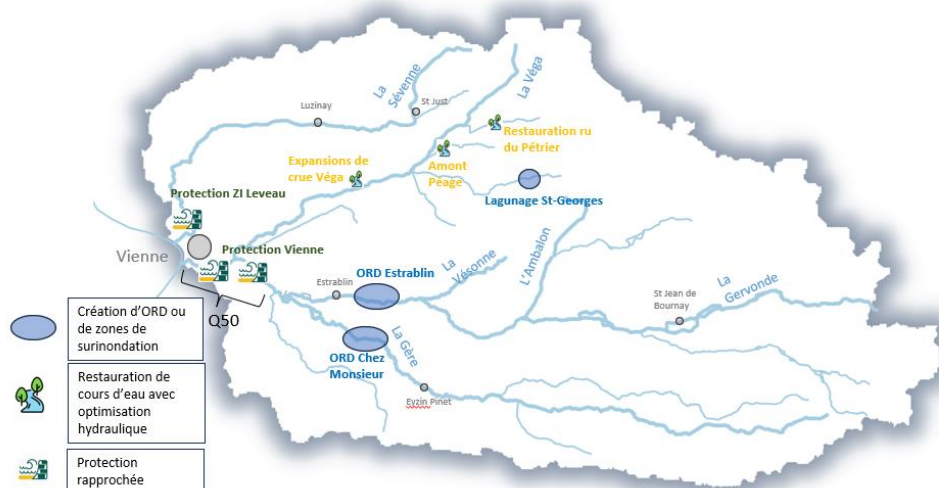 La
Sévenne
La Véga
Luzinay
St Just
Restauration ru
du Pétrier
Expansions de
crue Véga
Amont
Péage
Lagunage St-Georges
Protection ZI Leveau
Vienne
Protection Vienne
La
Vésonne
L'Ambalon
La
Gervonde
Estrablin
ORD Estrablin
St Jean de
Bournay
Q50
La Gère
ORD Chez
Monsieur
Eyzin Pinet
Création d'ORD ou
de zones de
surinondation
Restauration de
cours d'eau avec
optimisation
hydraulique
Protection
rapprochée